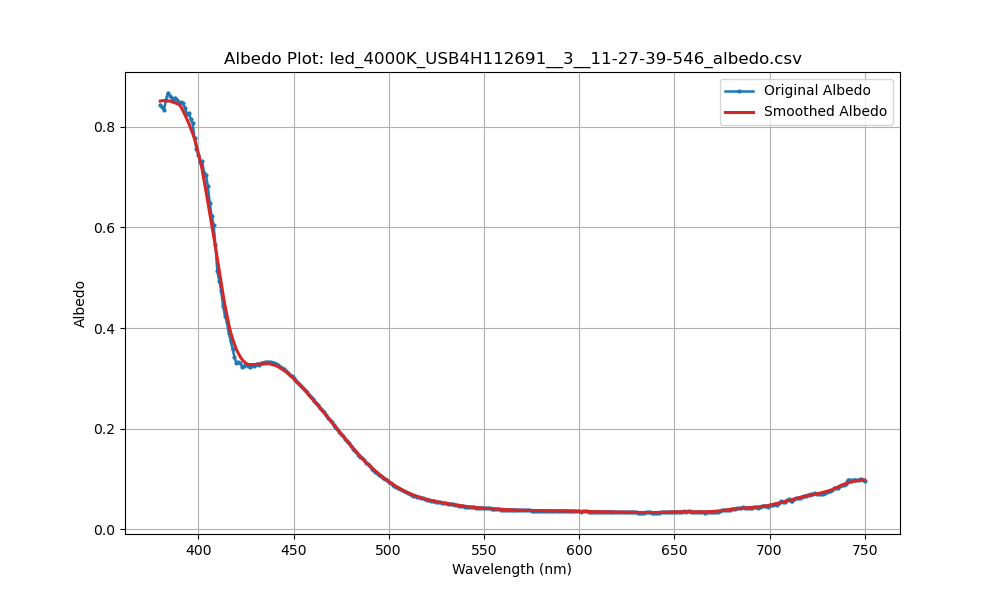 Albedo Plot: led_4000K_USB4H112691__3__11-27-39-546_albedo.csv
Original Albedo
Smoothed Albedo
0.8
0.6
0.4
0.2
0.0
Albedo
400 450 500 550 600 650 700 750
Wavelength (nm)